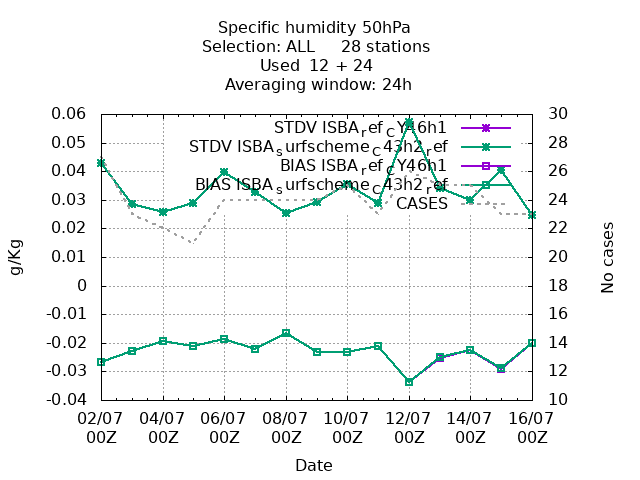 Specific humidity 50hPa
Selection: ALL 28 stations
Used 12 + 24
Averaging window: 24h
0.06
0.05
0.04
0.03
0.02
0.01
0
-0.01
-0.02
-0.03
-0.04
g/Kg
STDV ISBA_ref_CY46h1
STDV ISBA_surfscheme_c43h2_ref
BIAS ISBA_ref_CY46h1
BIAS ISBA_surfscheme_c43h2_ref
CASES
30
28
26
24
22
20
18
16
14
12
10
No cases
02/07 04/07 06/07 08/07 10/07 12/07 14/07 16/07
00Z 00Z 00Z 00Z 00Z 00Z 00Z 00Z
Date